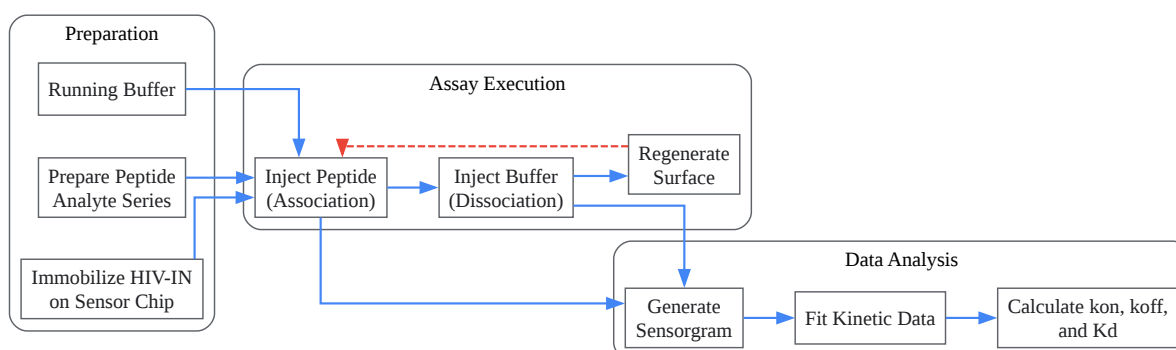 Preparation
Running Buffer
Prepare Peptide
Analyte Series
Immobilize HIV-IN
on Sensor Chip
Assay Execution
Inject Peptide
(Association)
Inject Buffer
(Dissociation)
Regenerate
Surface
Data Analysis
Generate
Sensorgram
Fit Kinetic Data
Calculate kon, koff,
and Kd